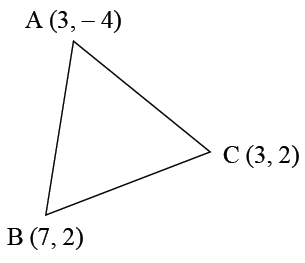 A (3, – 4)
C (3, 2)
B (7, 2)